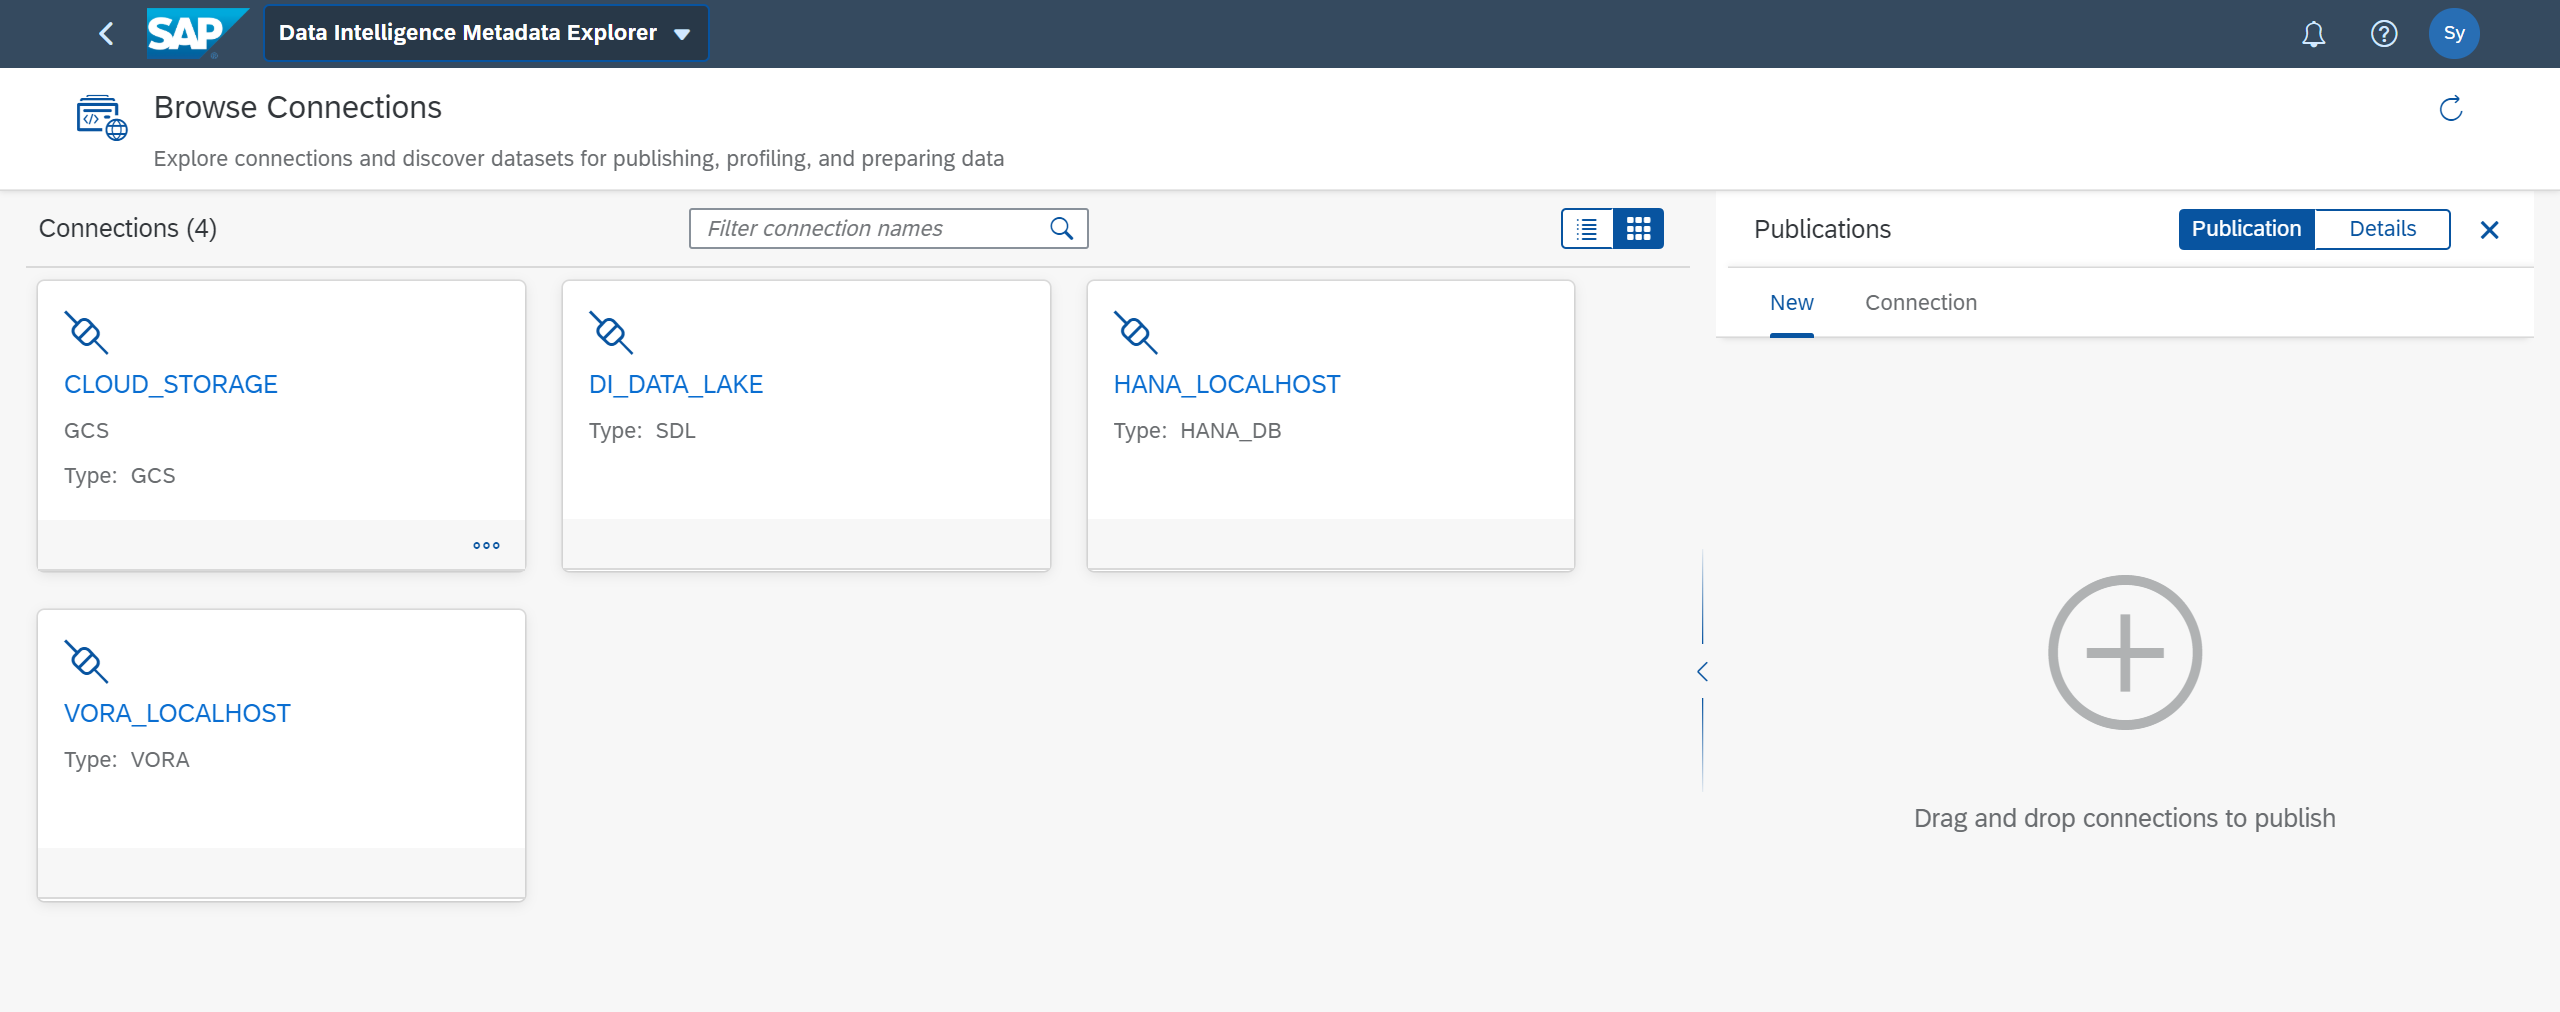 SAP
Data Intelligence Metadata Explorer
Sy
Browse Connections
Explore connections and discover datasets for publishing, profiling, and preparing data
Connections (4)
Filter connection names
CLOUD_STORAGE
GCS
Type: GCS
DI_DATA_LAKE
Type: SDL
HANA_LOCALHOST
Type: HANA_DB
VORA_LOCALHOST
Type: VORA
Publications
Publication
Details
New
Connection
Drag and drop connections to publish